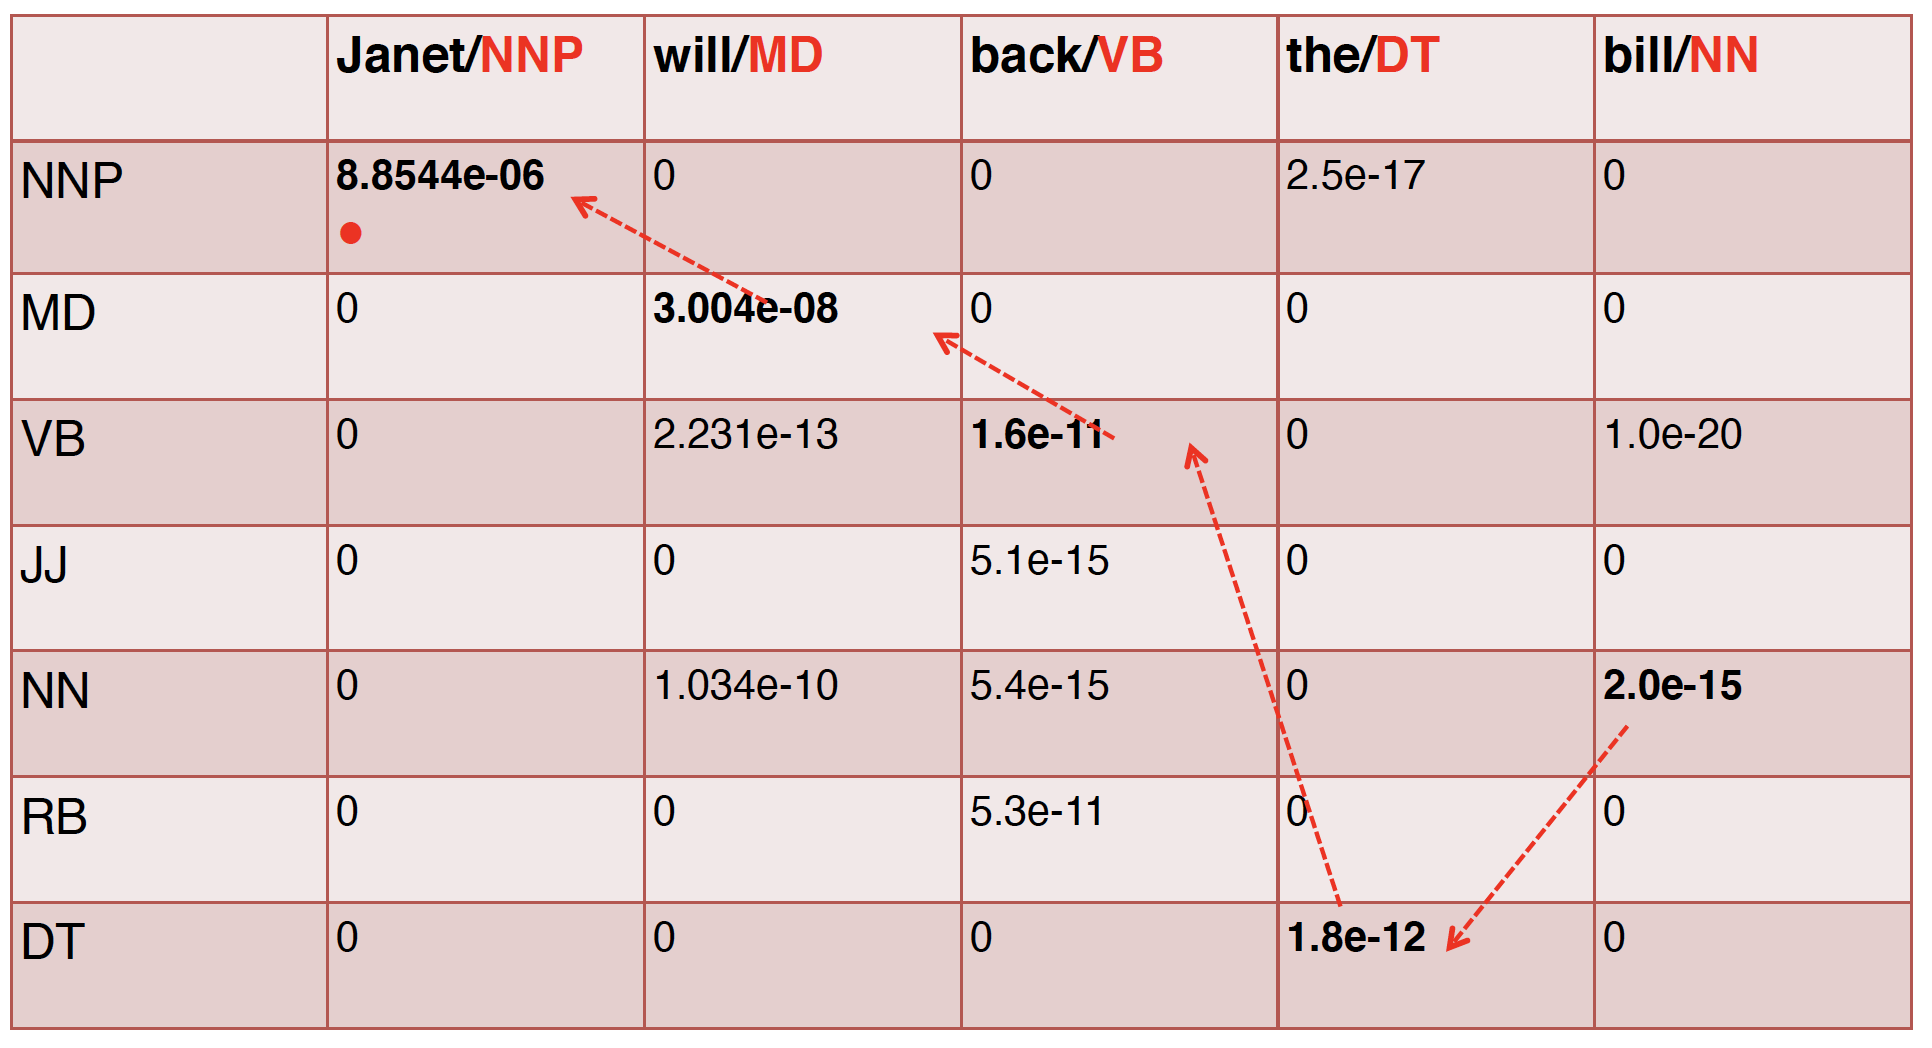 Janet/NNP will/MD back/VB the/DT bill/NN
NNP 8.8544e-06 0 0 2.5e-17 0
MD 0 3.004e-08 0 0 0
VB 0 2.231e-13 1.6e-11 0 1.0e-20
JJ 0 0 5.1e-15 0 0
NN 0 1.034e-10 5.4e-15 0 2.0e-15
RB 0 0 5.3e-11 0 0
DT 0 0 0 1.8e-12 0